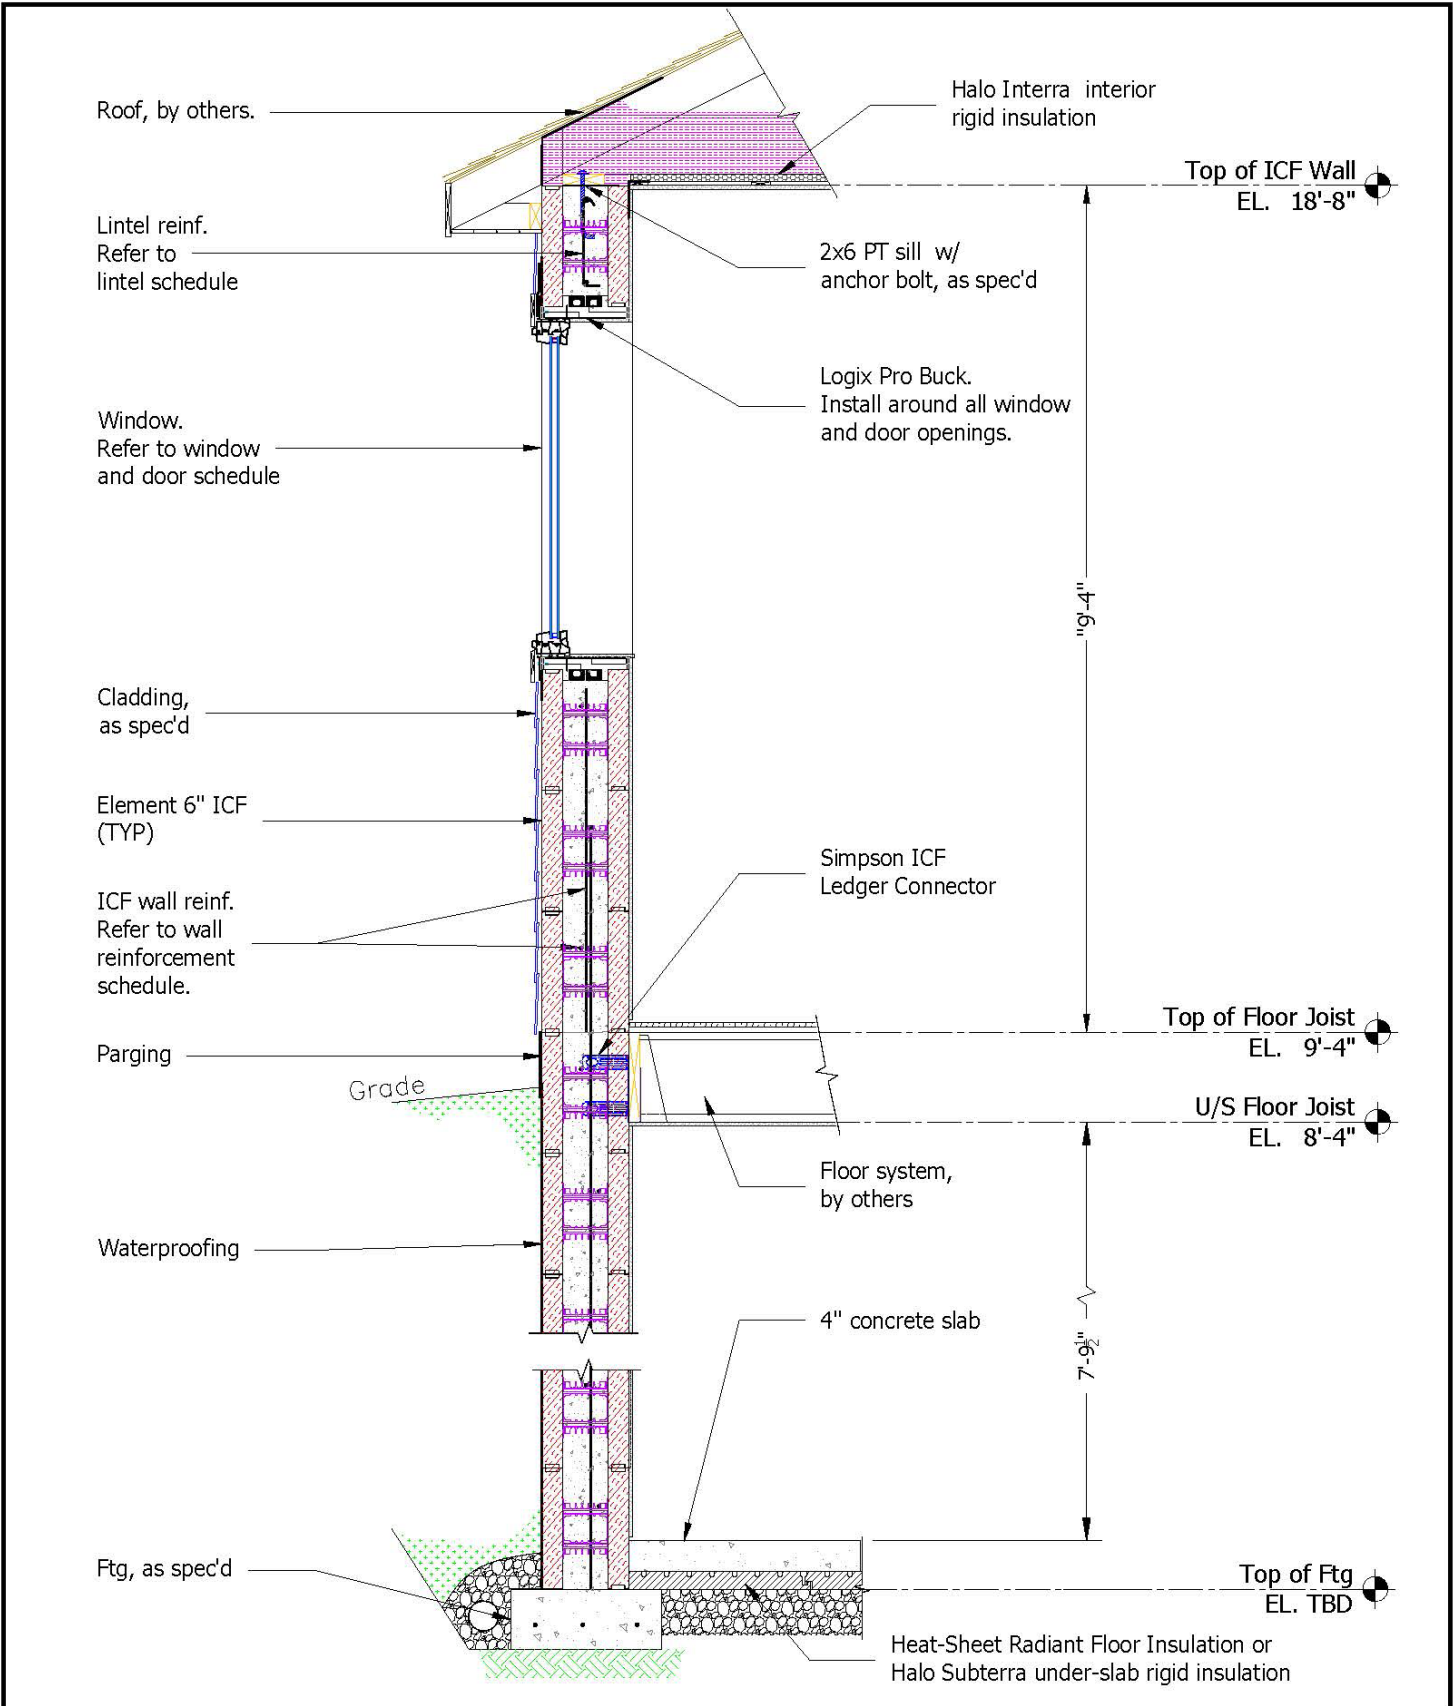 Roof, by others.
Halo Interra interior
rigid insulation
Top of ICF Wall
EL. 18'-8"
Lintel reinf.
Refer to
lintel schedule
2x6 PT sill w/
anchor bolt, as spec'd
Logix Pro Buck.
Install around all window
and door openings.
Window.
Refer to window
and door schedule
"9'-4"
Cladding,
as spec'd
Element 6" ICF
(TYP)
Simpson ICF
Ledger Connector
ICF wall reinf.
Refer to wall
reinforcement
schedule.
Top of Floor Joist
EL. 9'-4"
Parging
Grade
U/S Floor Joist
EL. 8'-4"
Floor system,
by others
Waterproofing
4" concrete slab
7'-9½"
Ftg, as spec'd
Top of Ftg
EL. TBD
Heat-Sheet Radiant Floor Insulation or
Halo Subterra under-slab rigid insulation